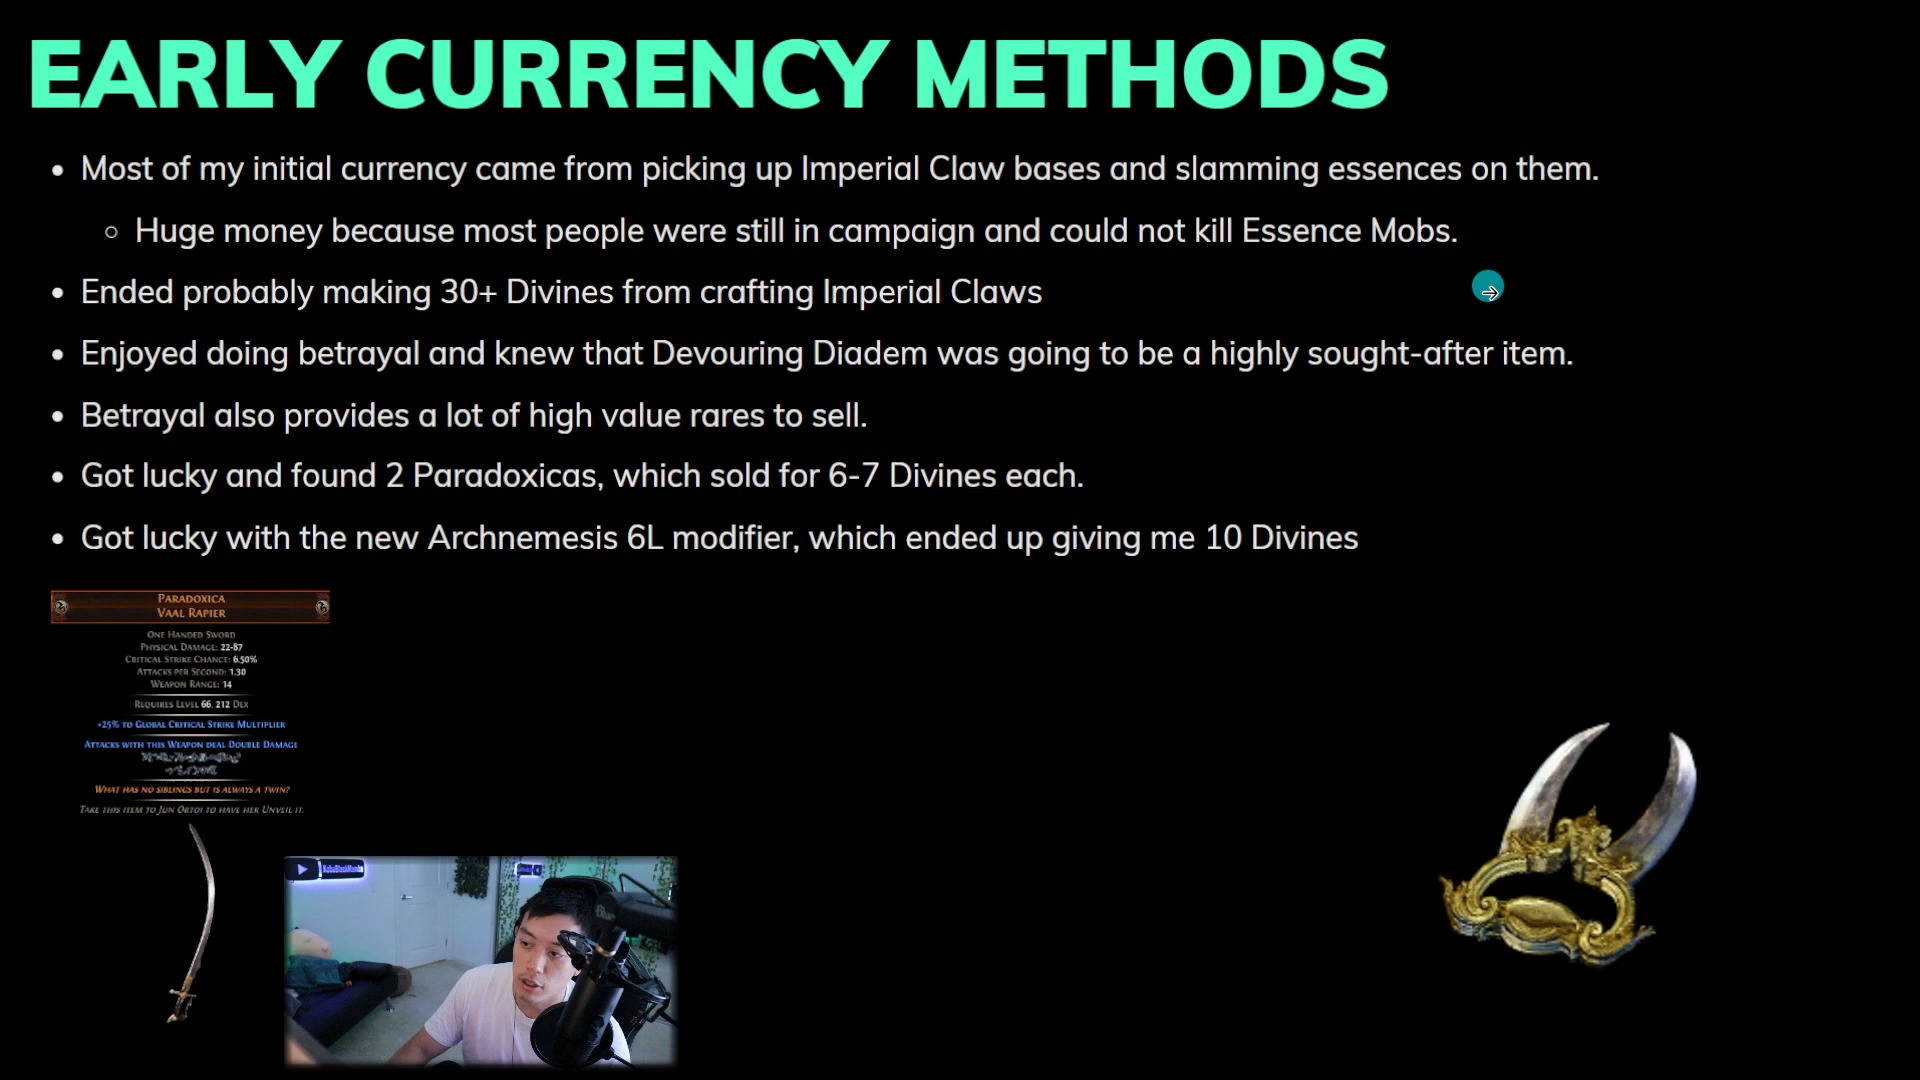 EARLY CURRENCY METHODS
Most of my initial currency came from picking up Imperial Claw bases and slamming essences on them.
Huge money because most people were still in campaign and could not kill Essence Mobs.
Ended probably making 30+ Divines from crafting Imperial Claws
Enjoyed doing betrayal and knew that Devouring Diadem was going to be a highly sought-after item.
Betrayal also provides a lot of high value rares to sell.
Got lucky and found 2 Paradoxicas, which sold for 6-7 Divines each.
Got lucky with the new Archnemesis 6L modifier, which ended up giving me 10 Divines
PARADOXICA
VAAL RAPIER
ONE HANDED SWORD
PHYSICAL DAMAGE: 22-87
CRITICAL STRIKE CHANCE: 6.50%
ATTACKS PER SECOND: 1.30
WEAPON RANGE: 14
REQUIRES LEVEL 66, 212 DEX
+25% TO GLOBAL CRITICAL STRIKE MULTIPLIER
ATTACKS WITH THIS WEAPON DEAL DOUBLE DAMAGE
WHAT HAS NO SIBLINGS BUT IS ALWAYS A TWIN?
TAKE THIS ITEM TO JUN ORTOI TO HAVE HER UNVEIL IT.